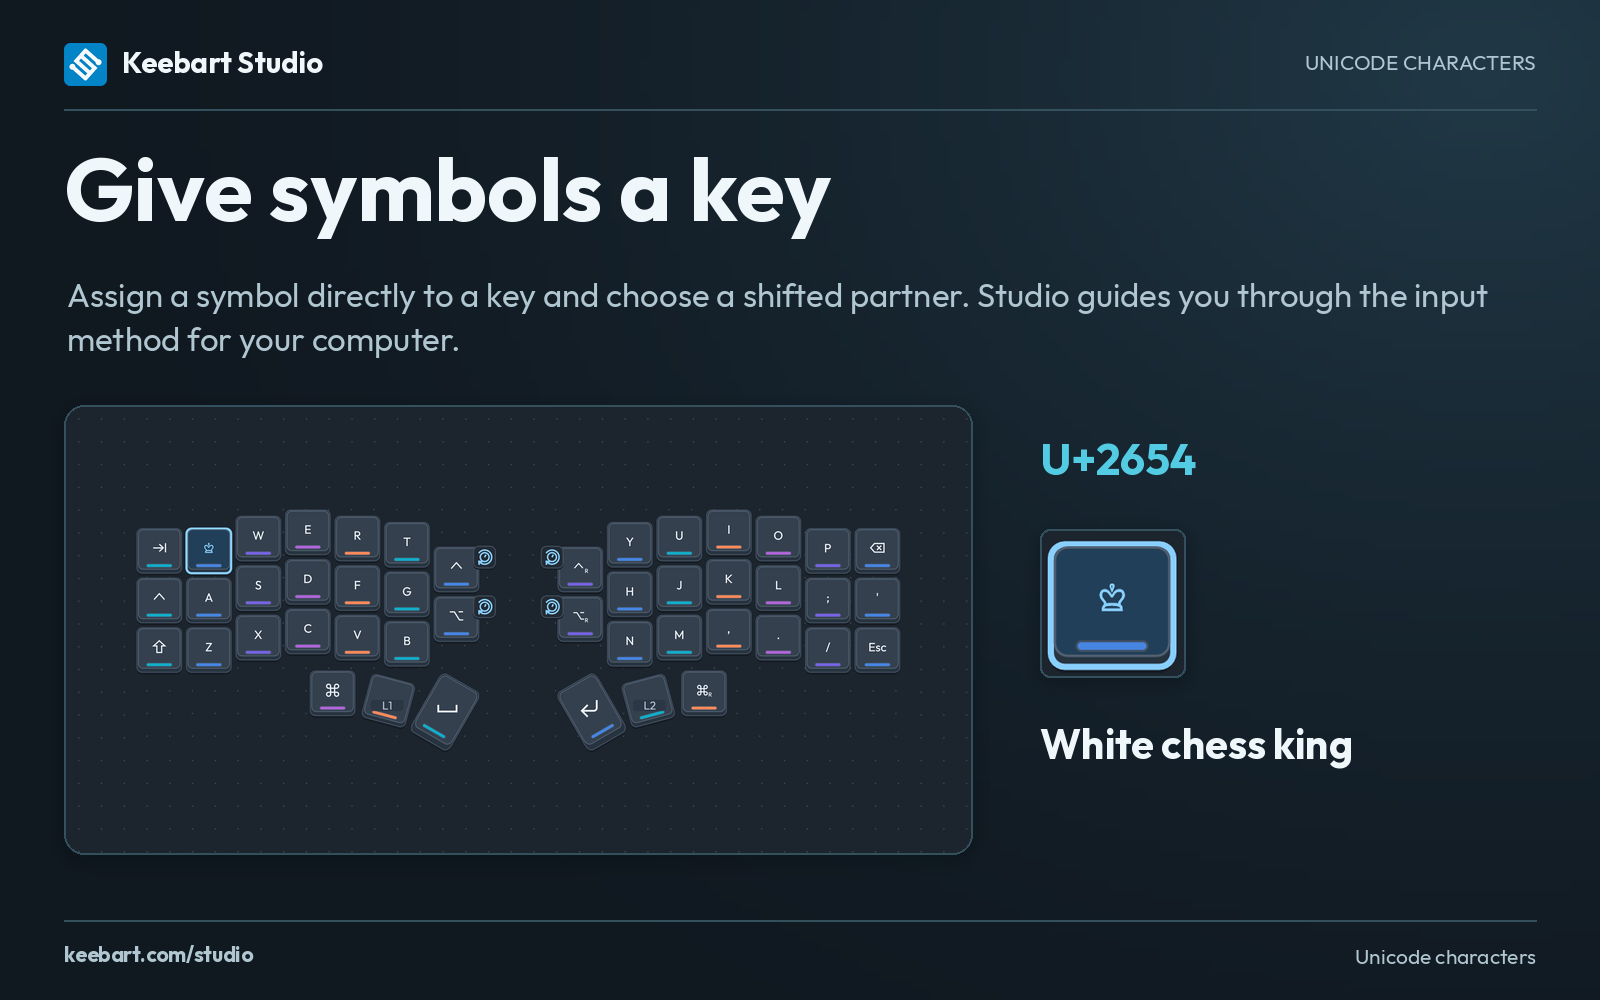 Keebart Studio
UNICODE CHARACTERS
Give symbols a key
Assign a symbol directly to a key and choose a shifted partner. Studio guides you through the input
method for your computer.
U+2654
⇥ ♔ W E R T Y U I O P ⌫
^ A S D F G ^ ^R H J K L ; '
⇧ Z X C V B ⌥ ⌥R N M , . / Esc
⌘ L1 ⎵ ↵ L2 ⌘R
♔
White chess king
keebart.com/studio
Unicode characters